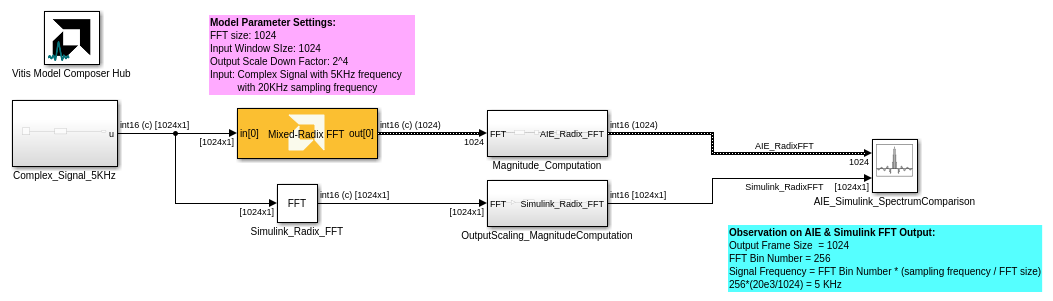 Model Parameter Settings:
FFT size: 1024
Input Window SIze: 1024
Output Scale Down Factor: 2^4
Input: Complex Signal with 5KHz frequency
with 20KHz sampling frequency
Vitis Model Composer Hub
u
int16 (c) [1024x1]
[1024x1]
Complex_Signal_5KHz
in[0]
Mixed-Radix FFT
out[0]
int16 (c) (1024)
1024
FFT
AIE_Radix_FFT
int16 (1024)
Magnitude_Computation
AIE_RadixFFT
1024
[1024x1]
FFT
int16 (c) [1024x1]
Simulink_Radix_FFT
[1024x1]
FFT
Simulink_Radix_FFT
int16 [1024x1]
OutputScaling_MagnitudeComputation
Simulink_RadixFFT
[1024x1]
AIE_Simulink_SpectrumComparison
Observation on AIE & Simulink FFT Output:
Output Frame Size  = 1024
FFT Bin Number = 256
Signal Frequency = FFT Bin Number * (sampling frequency / FFT size)
256*(20e3/1024) = 5 KHz